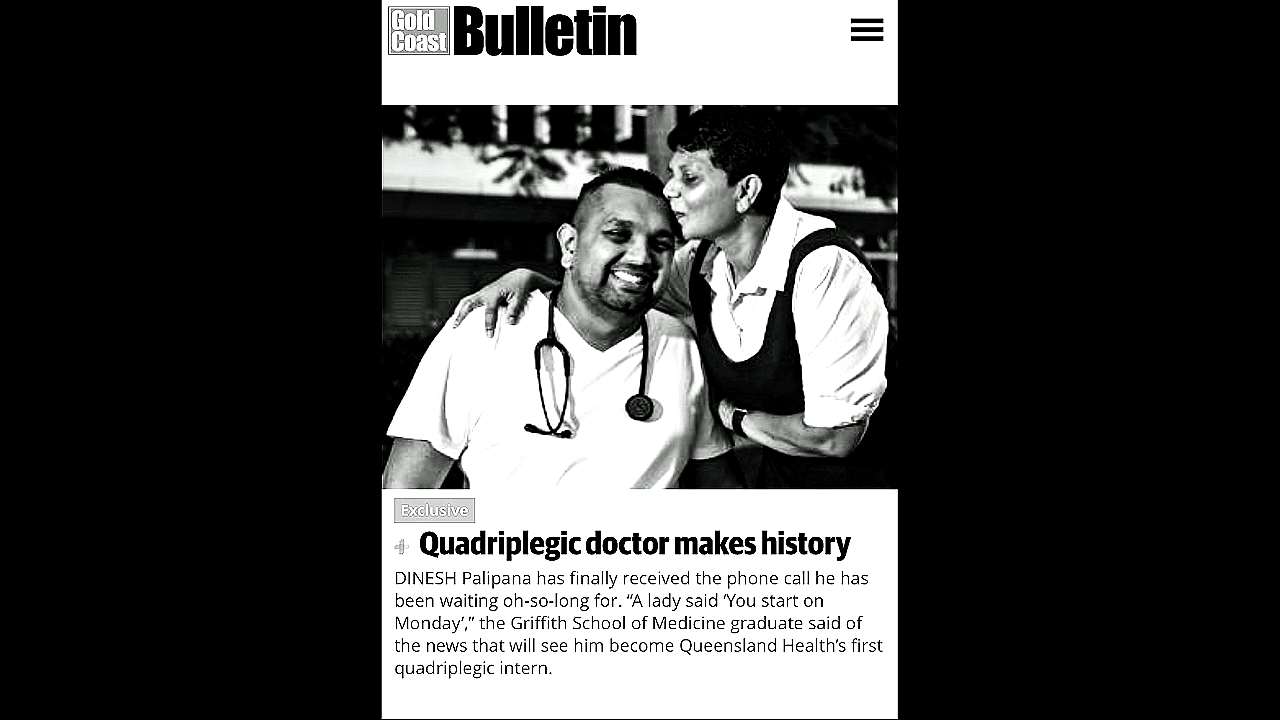 Gold
Coast Bulletin
Exclusive
Quadriplegic doctor makes history
DINESH Palipana has finally received the phone call he has
been waiting oh-so-long for. “A lady said ‘You start on
Monday’,” the Griffith School of Medicine graduate said of
the news that will see him become Queensland Health’s first
quadriplegic intern.